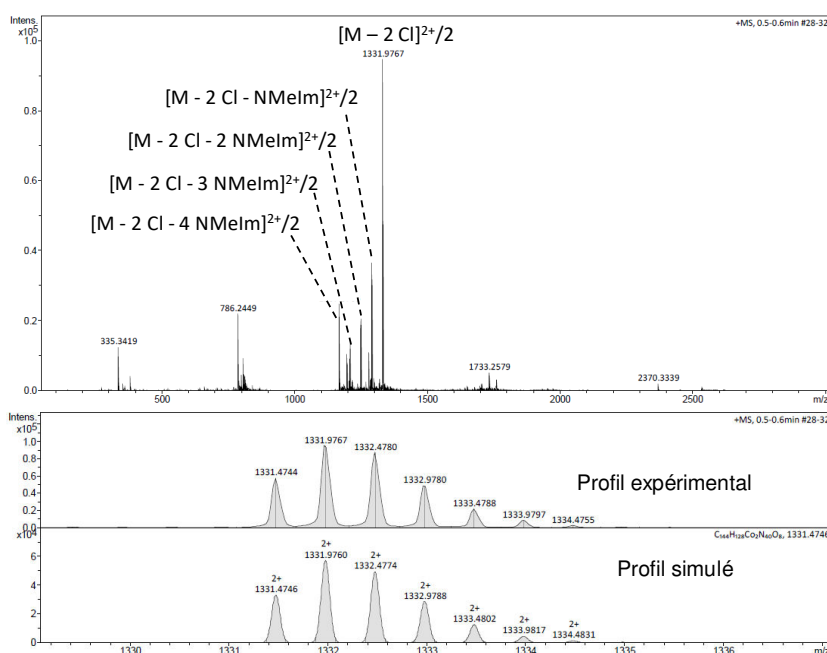 Intens.
x10⁵
+MS, 0.5-0.6min #28-32
[M – 2 Cl]²⁺/2
1331.9767
1.0
[M - 2 Cl - NMeIm]²⁺/2
0.8
[M - 2 Cl - 2 NMeIm]²⁺/2
[M - 2 Cl - 3 NMeIm]²⁺/2
0.6
[M - 2 Cl - 4 NMeIm]²⁺/2
0.4
786.2449
0.2
335.3419
1733.2579
2370.3339
0.0
500 1000 1500 2000 2500 m/z
Intens.
x10⁵
+MS, 0.5-0.6min #28-32
1.0
1331.9767
1332.4780
0.8
1331.4744
0.6
1332.9780
Profil expérimental
0.4
1333.4788
0.2
1333.9797
1334.4755
0.0
x10⁴
C₁₄₄H₁₂₈Co₂N₄₀O₈, 1331.4746
2+
6
1331.9760
2+
1332.4774
Profil simulé
2+
1331.4746
2+
1332.9788
4
2+
1333.4802
2
2+
1333.9817
2+
1334.4831
0
1330 1331 1332 1333 1334 1335 1336 m/z